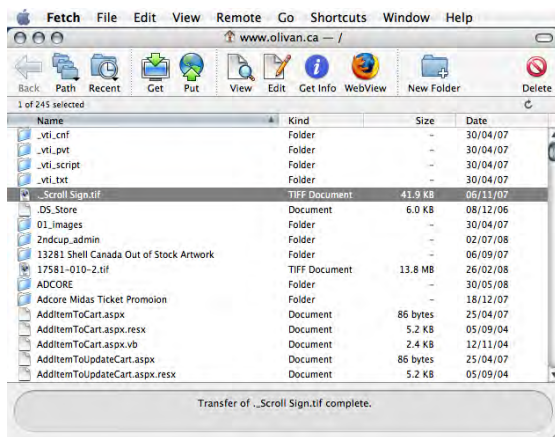 Fetch File Edit View Remote Go Shortcuts Window Help
www.olivan.ca — /
Back Path Recent Get Put View Edit Get Info WebView New Folder Delete
1 of 245 selected
Name Kind Size Date
_vti_cnf Folder – 30/04/07
_vti_pvt Folder – 30/04/07
_vti_script Folder – 30/04/07
_vti_txt Folder – 30/04/07
._Scroll Sign.tif TIFF Document 41.9 KB 06/11/07
.DS_Store Document 6.0 KB 08/12/06
01_images Folder – 30/04/07
2ndcup_admin Folder – 02/07/08
13281 Shell Canada Out of Stock Artwork Folder – 06/09/07
17581-010-2.tif TIFF Document 13.8 MB 26/02/08
ADCORE Folder – 30/05/08
Adcore Midas Ticket Promoion Folder – 18/12/07
AddItemToCart.aspx Document 86 bytes 25/04/07
AddItemToCart.aspx.resx Document 5.2 KB 05/09/04
AddItemToCart.aspx.vb Document 2.4 KB 12/11/04
AddItemToUpdateCart.aspx Document 86 bytes 25/04/07
AddItemToUpdateCart.aspx.resx Document 5.2 KB 05/09/04
Transfer of ._Scroll Sign.tif complete.